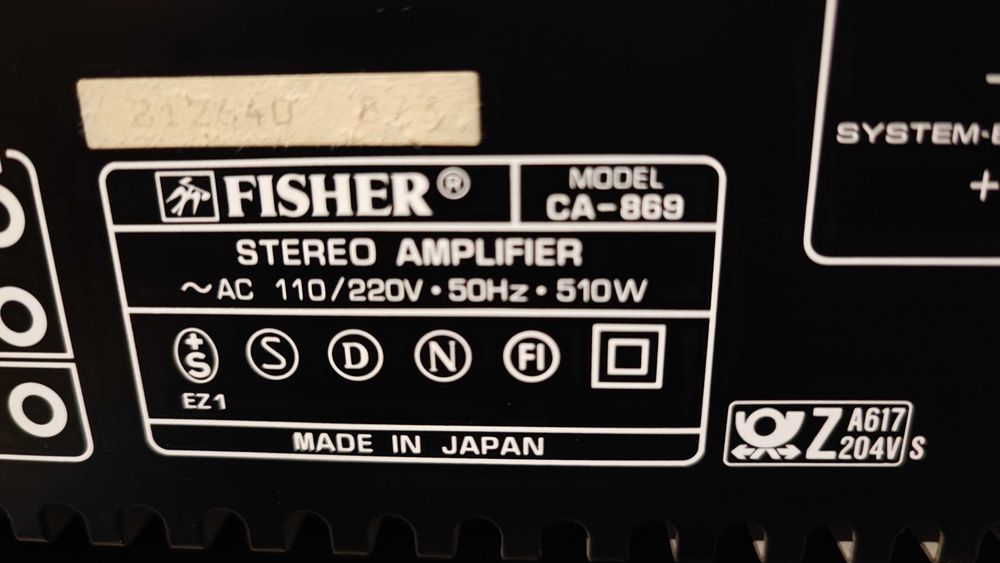 FISHER®
MODEL
CA-869
STEREO AMPLIFIER
~AC 110/220V·50Hz·510W
+S S D N FI
EZ1
MADE IN JAPAN
Z A617
204V S
SYSTEM-
+